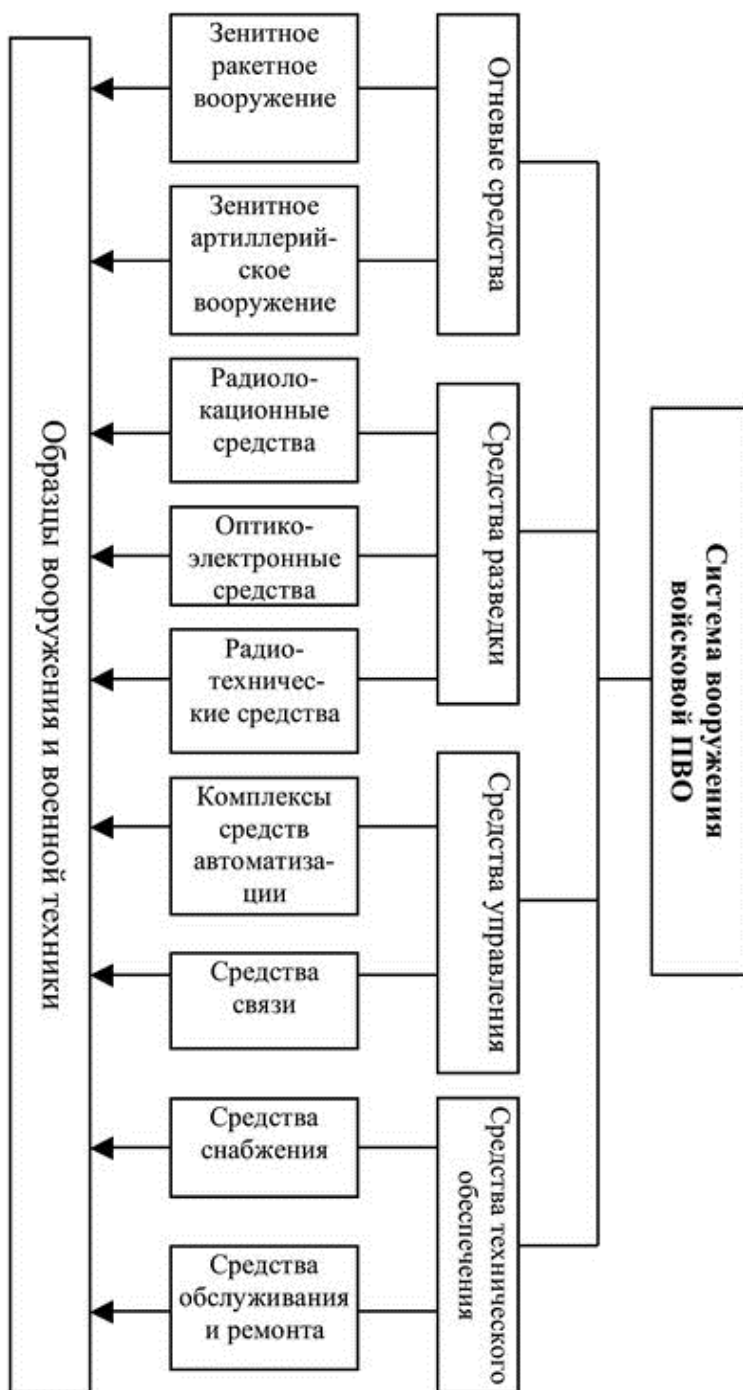 Система вооружения
войсковой ПВО
Огневые средства
Средства разведки
Средства управления
Средства технического
обеспечения
Зенитное
ракетное
вооружение
Зенитное
артиллерий-
ское
вооружение
Радиоло-
кационные
средства
Оптико-
электронные
средства
Радио-
техничес-
кие средства
Комплексы
средств
автоматиза-
ции
Средства
связи
Средства
снабжения
Средства
обслуживания
и ремонта
Образцы вооружения и военной техники